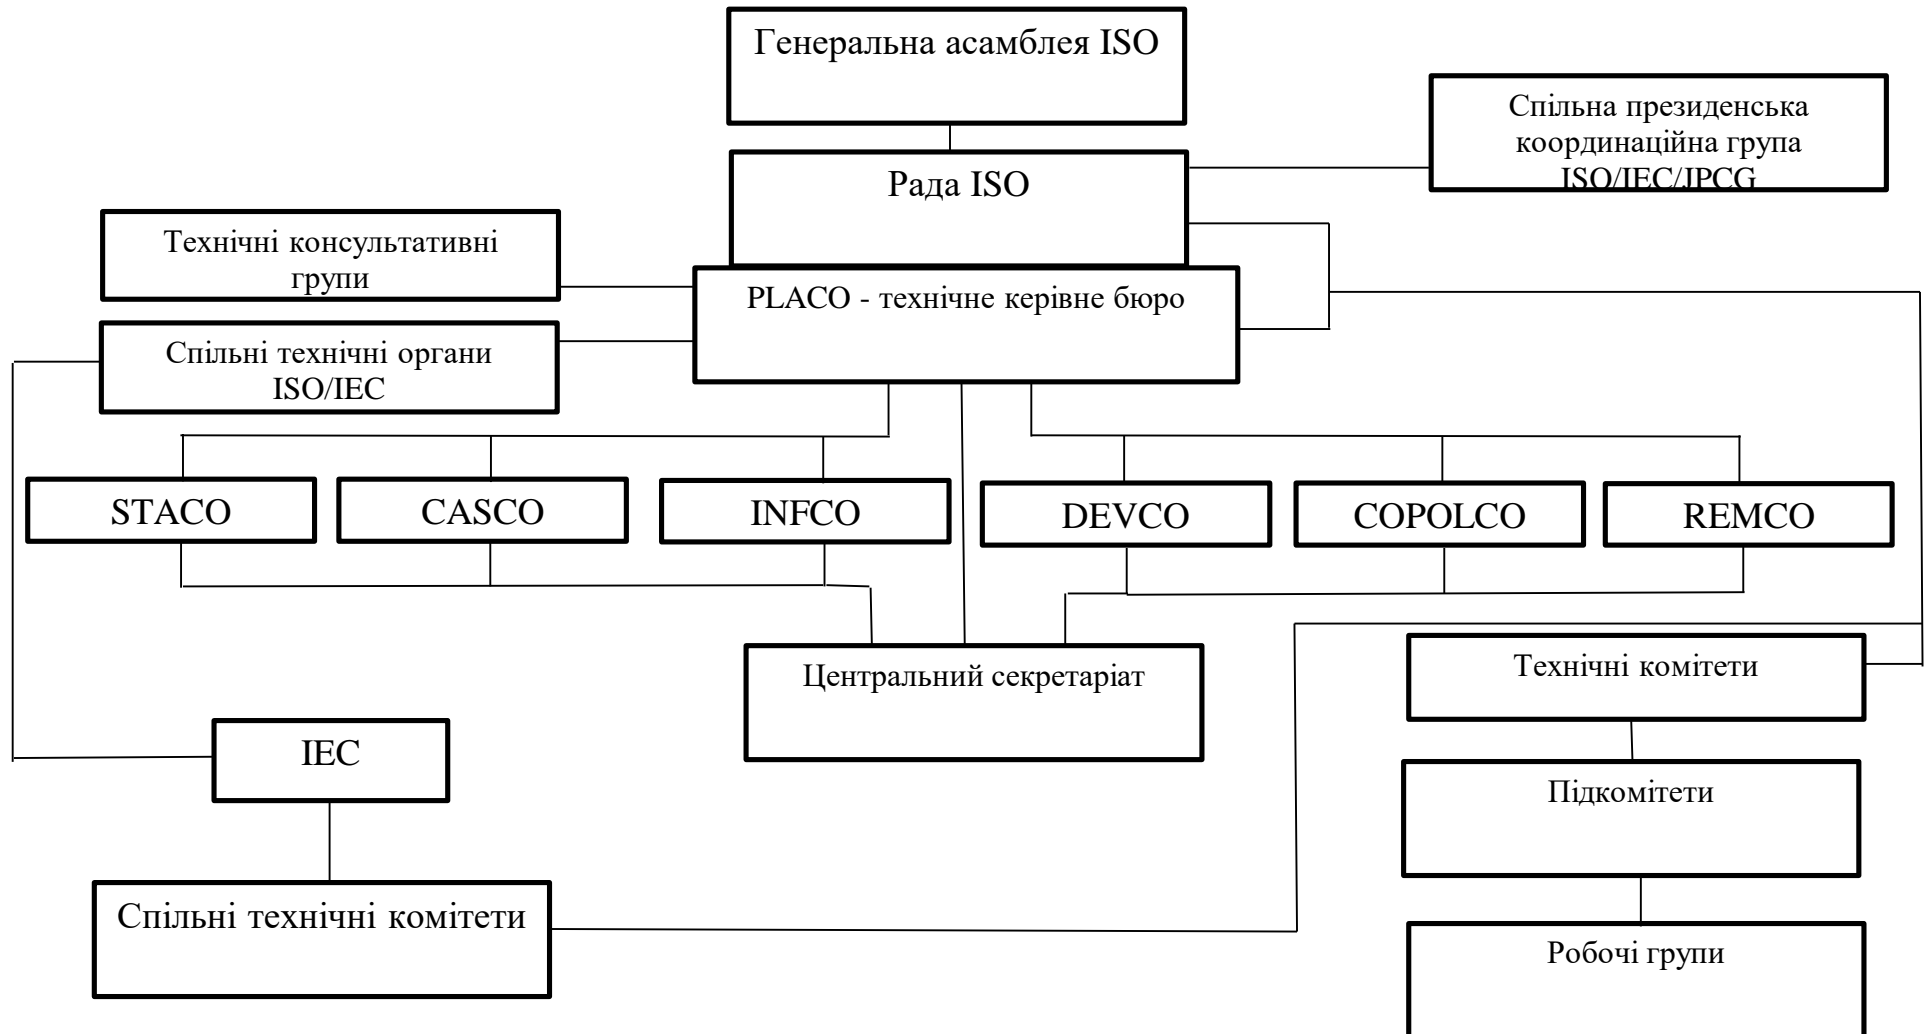 Генеральна асамблея ISO
Спільна президенська
координаційна група
ISO/IEC/JPCG
Рада ISO
Технічні консультативні
групи
PLACO - технічне керівне бюро
Спільні технічні органи
ISO/IEC
STACO
CASCO
INFCO
DEVCO
COPOLCO
REMCO
Центральний секретаріат
Технічні комітети
IEC
Підкомітети
Спільні технічні комітети
Робочі групи